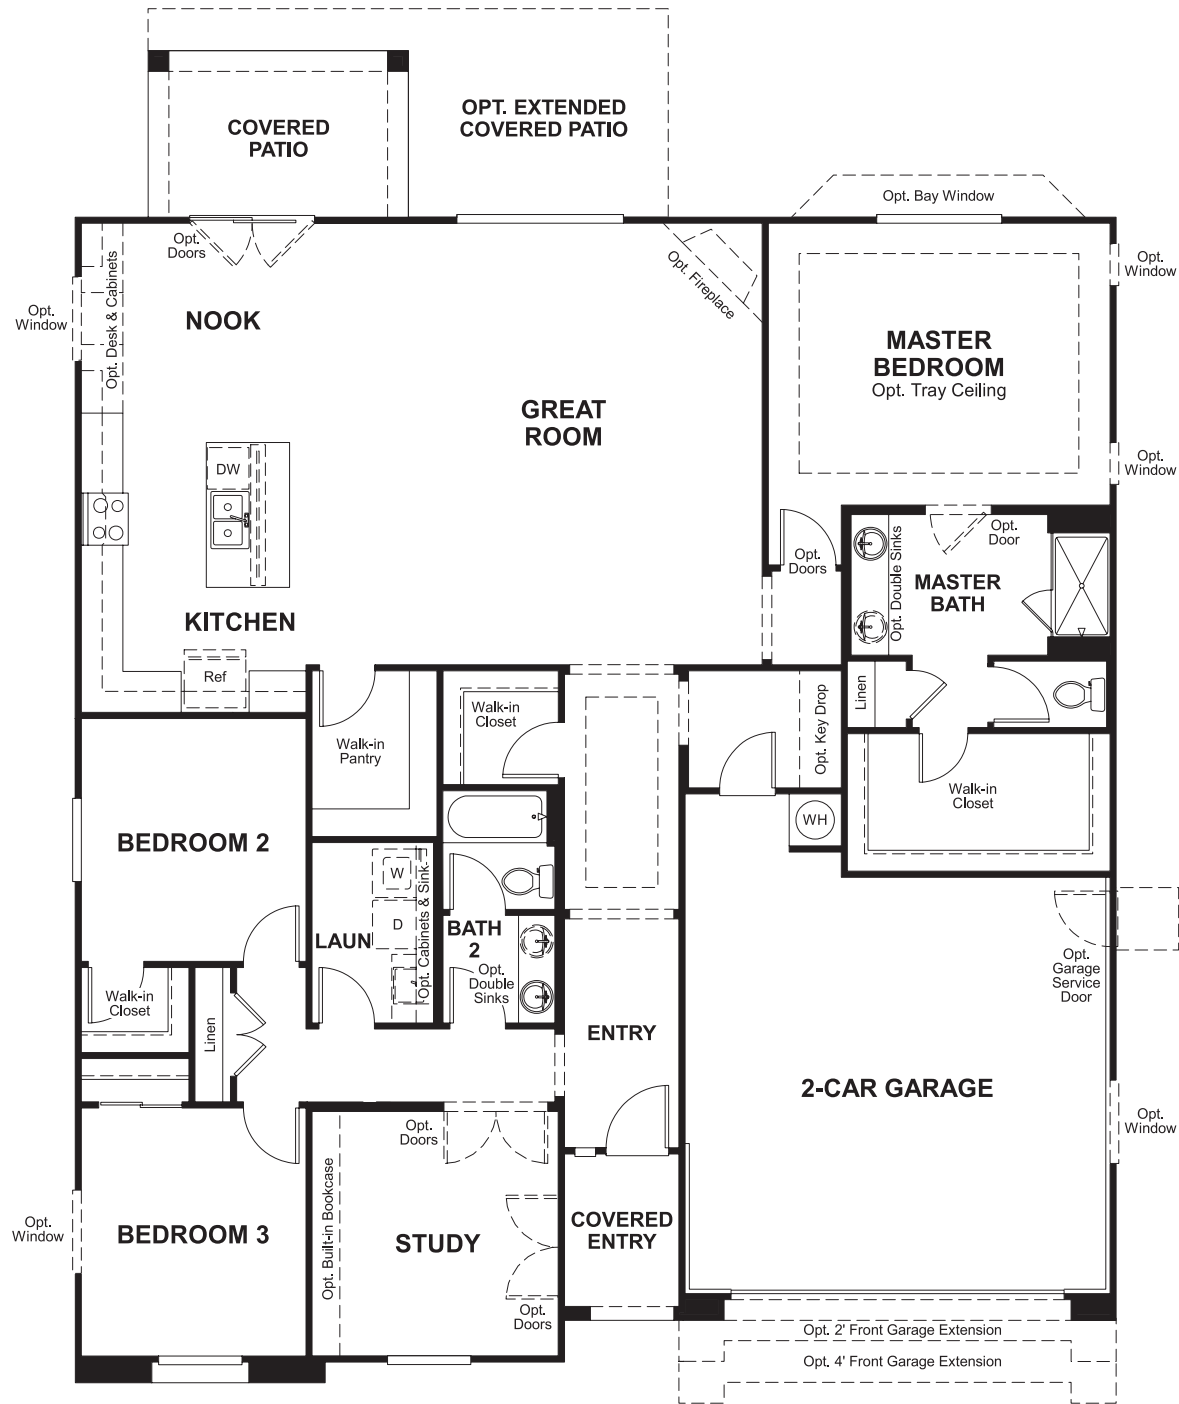 OPT. EXTENDED
COVERED PATIO
COVERED
PATIO
Opt. Bay Window
Opt.
Doors
Opt. Desk & Cabinets
Opt.
Window
NOOK
Opt. Fireplace
Opt.
Window
MASTER
BEDROOM
Opt. Tray Ceiling
GREAT
ROOM
Opt.
Window
DW
Opt.
Doors
Opt. Double Sinks
Opt.
Door
MASTER
BATH
KITCHEN
Ref
Linen
Walk-in
Closet
Opt. Key Drop
Walk-in
Pantry
Walk-in
Closet
WH
BEDROOM 2
W
D
Opt. Cabinets & Sink
LAUN
BATH
2
Opt.
Double
Sinks
Opt.
Garage
Service
Door
Walk-in
Closet
Linen
ENTRY
2-CAR GARAGE
Opt.
Window
Opt.
Doors
Opt. Built-in Bookcase
Opt.
Window
BEDROOM 3
STUDY
COVERED
ENTRY
Opt.
Doors
Opt. 2' Front Garage Extension
Opt. 4' Front Garage Extension